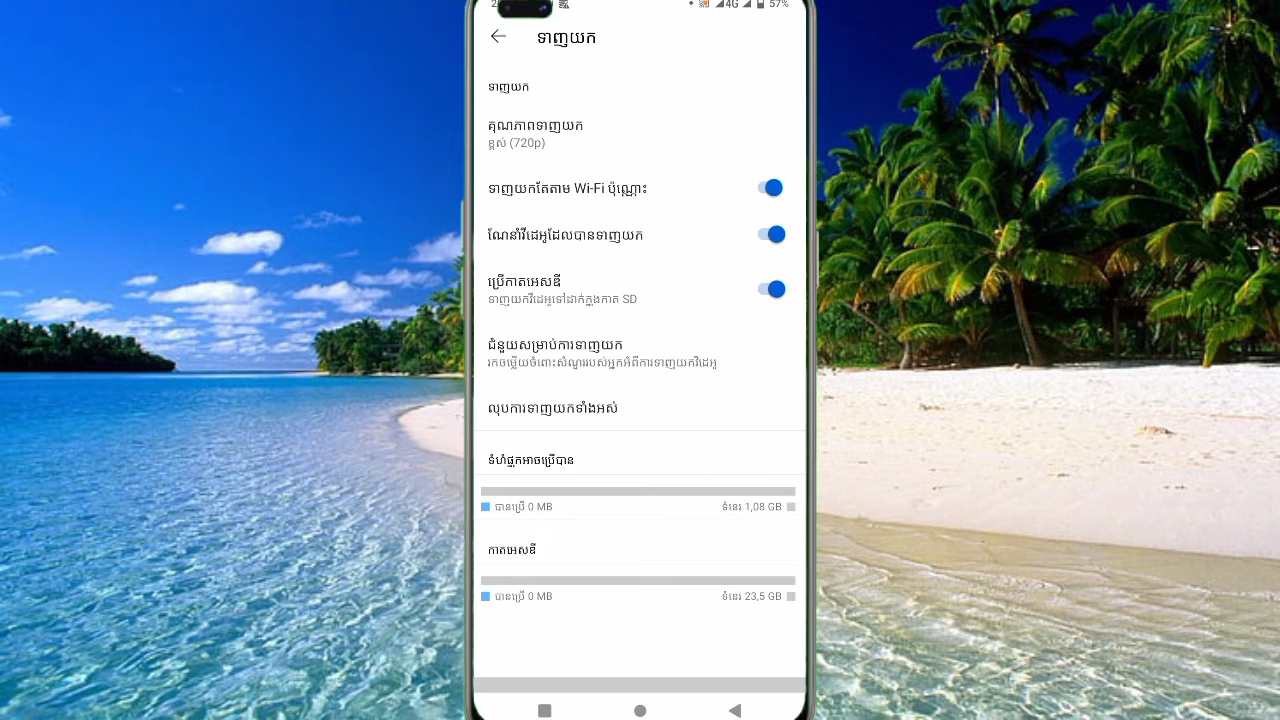 4G 57%
ទាញយក
ទាញយក
គុណភាពទាញយក
ខ្ពស់ (720p)
ទាញយកតែតាម Wi-Fi ប៉ុណ្ណោះ
ណែនាំវីដេអូដែលបានទាញយក
ប្រើកាតអេសឌី
ទាញយកវីដេអូទៅដាក់ក្នុងកាត SD
ជំនួយសម្រាប់ការទាញយក
រកចម្លើយចំពោះសំណួររបស់អ្នកអំពីការទាញយកវីដេអូ
លុបការទាញយកទាំងអស់
ទំហំផ្ទុកអាចប្រើបាន
បានប្រើ 0 MB ទំនេរ 1,08 GB
កាតអេសឌី
បានប្រើ 0 MB ទំនេរ 23,5 GB